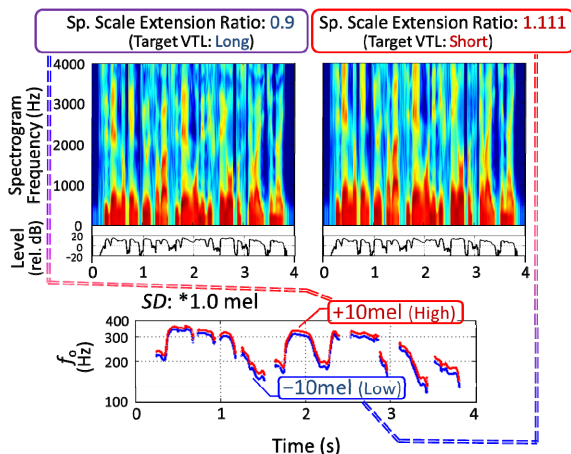 Sp. Scale Extension Ratio: 0.9
(Target VTL: Long)
Sp. Scale Extension Ratio: 1.111
(Target VTL: Short)
Spectrogram
Frequency (Hz)
4000
3000
2000
1000
0
Level
(rel. dB)
20
0
-20
0 1 2 3 4
0 1 2 3 4
SD: *1.0 mel
+10mel (High)
fo
(Hz)
400
300
200
100
−10mel (Low)
0 1 2 3 4
Time (s)